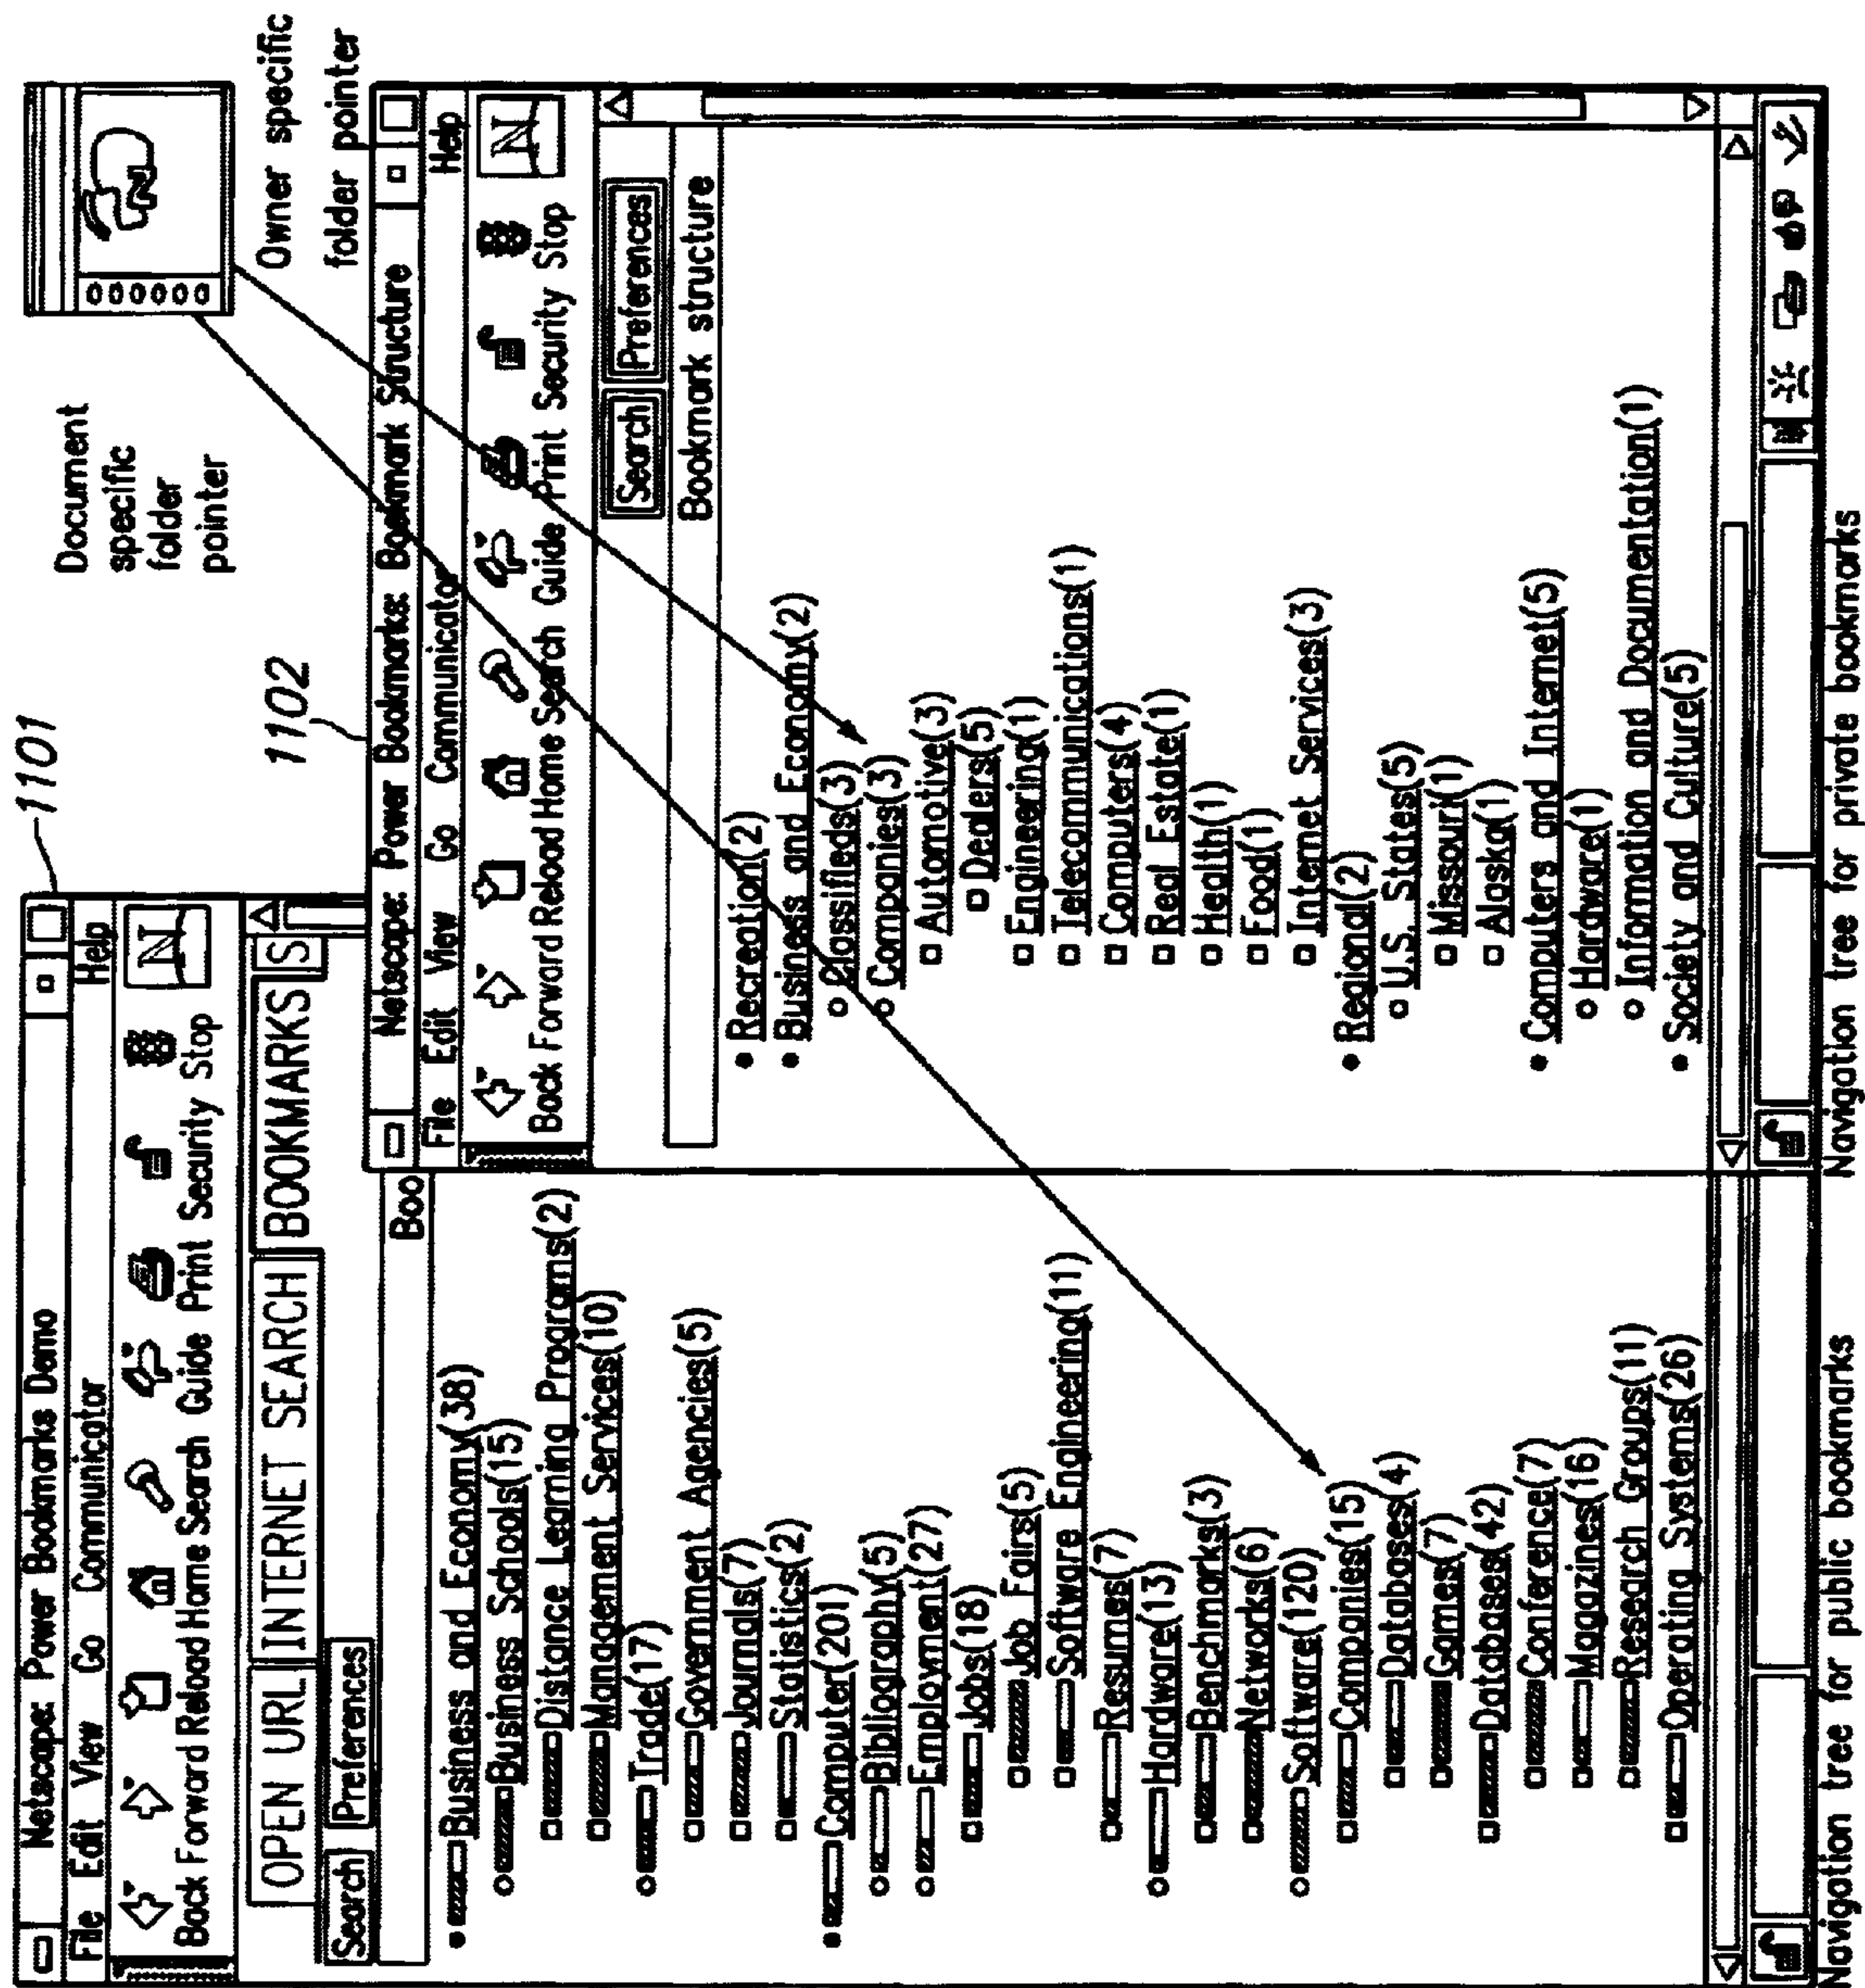 1101
Netscape: Power Bookmarks Demo
File Edit View Go Communicator
Help
Back Forward Reload Home Search Guide Print Security Stop
N
OPEN URL INTERNET SEARCH BOOKMARKS S
Search Preferences
Boo
Business and Economy(38)
Business Schools(15)
Distance Learning Programs(2)
Management Services(10)
Trade(17)
Government Agencies(5)
Journals(7)
Statistics(2)
Computer(201)
Bibliography(5)
Employment(27)
Jobs(18)
Job Fairs(5)
Software Engineering(11)
Resumes(7)
Hardware(13)
Benchmarks(3)
Networks(6)
Software(120)
Companies(15)
Databases(4)
Games(7)
Databases(42)
Conference(7)
Magazines(16)
Research Groups(11)
Operating Systems(26)
Navigation tree for public bookmarks
Document
specific
folder
pointer
N
Owner specific
folder pointer
1102
Netscape: Power Bookmarks: Bookmark Structure
File Edit View Go Communicator
Help
Back Forward Reload Home Search Guide Print Security Stop
N
Search Preferences
Bookmark structure
Recreation(2)
Business and Economy(2)
Classifieds(3)
Companies(3)
Automotive(3)
Dealers(5)
Engineering(1)
Telecommunications(1)
Computers(4)
Real Estate(1)
Health(1)
Food(1)
Internet Services(3)
Regional(2)
U.S. States(5)
Missouri(1)
Alaska(1)
Computers and Internet(5)
Hardware(1)
Information and Documentation(1)
Society and Culture(5)
Navigation tree for private bookmarks